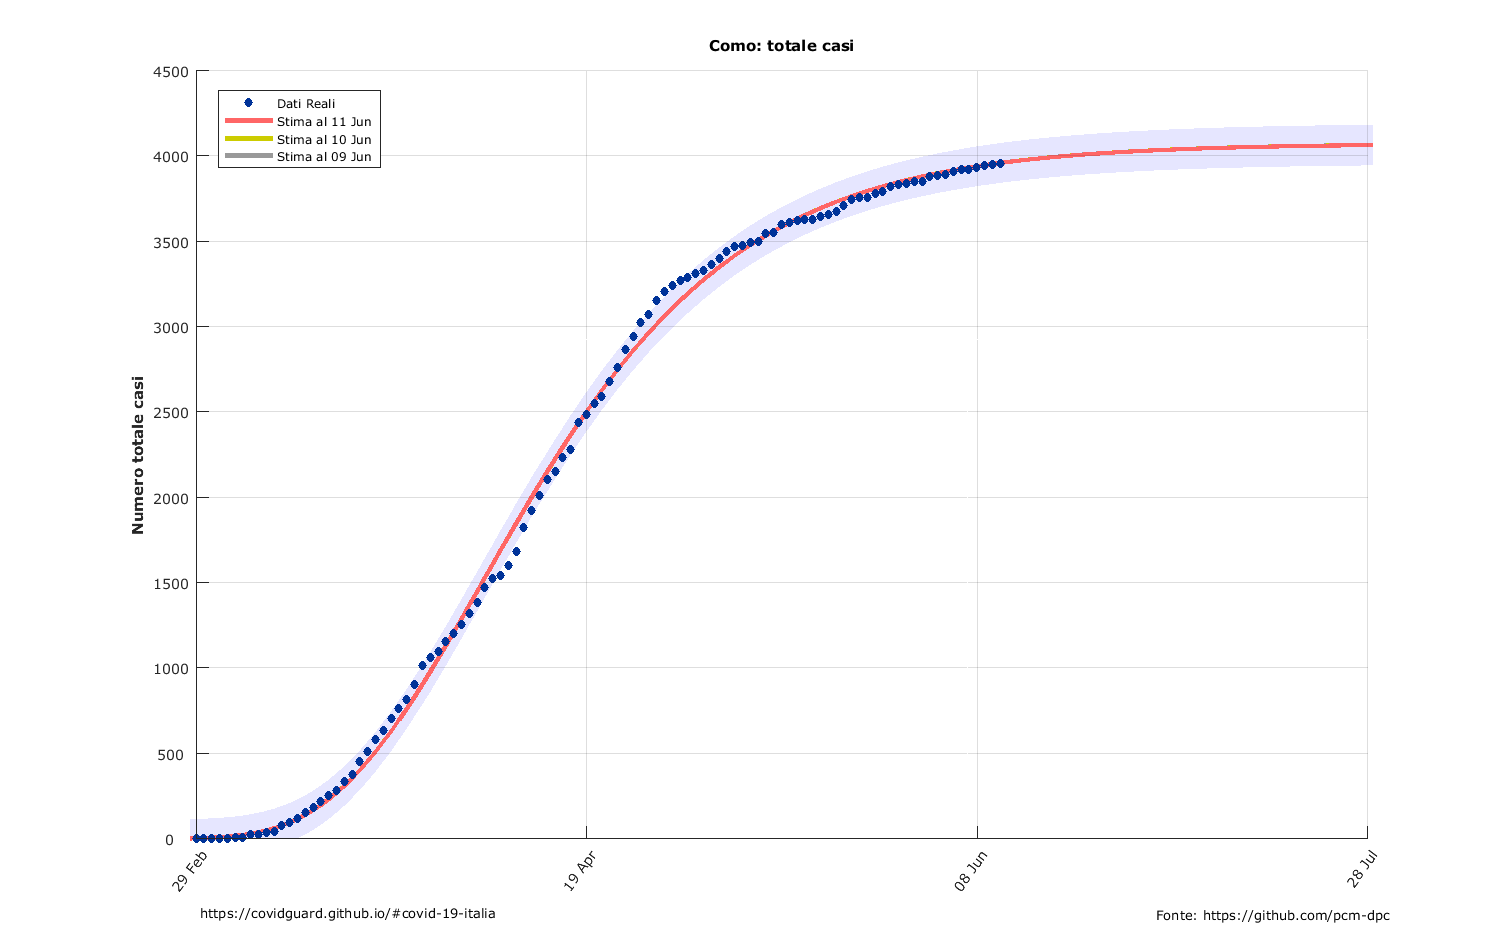 Como: totale casi
4500
4000
3500
3000
2500
2000
1500
1000
500
0
Numero totale casi
Dati Reali
Stima al 11 Jun
Stima al 10 Jun
Stima al 09 Jun
29 Feb
19 Apr
08 Jun
28 Jul
https://covidguard.github.io/#covid-19-italia
Fonte: https://github.com/pcm-dpc